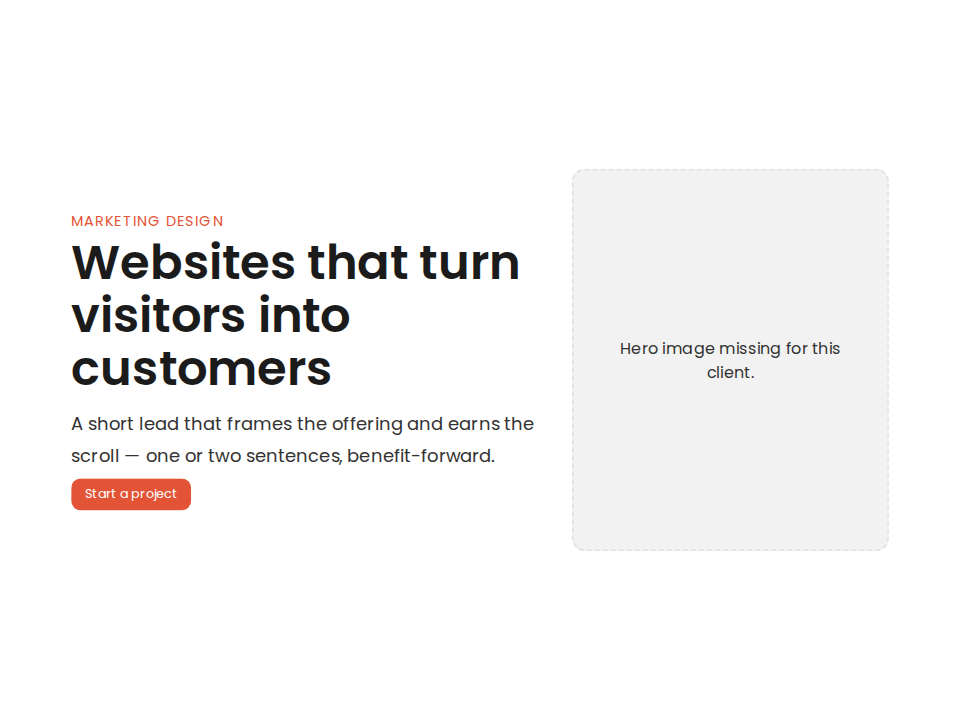 MARKETING DESIGN
Websites that turn
visitors into
customers
A short lead that frames the offering and earns the
scroll — one or two sentences, benefit-forward.
Start a project
Hero image missing for this
client.